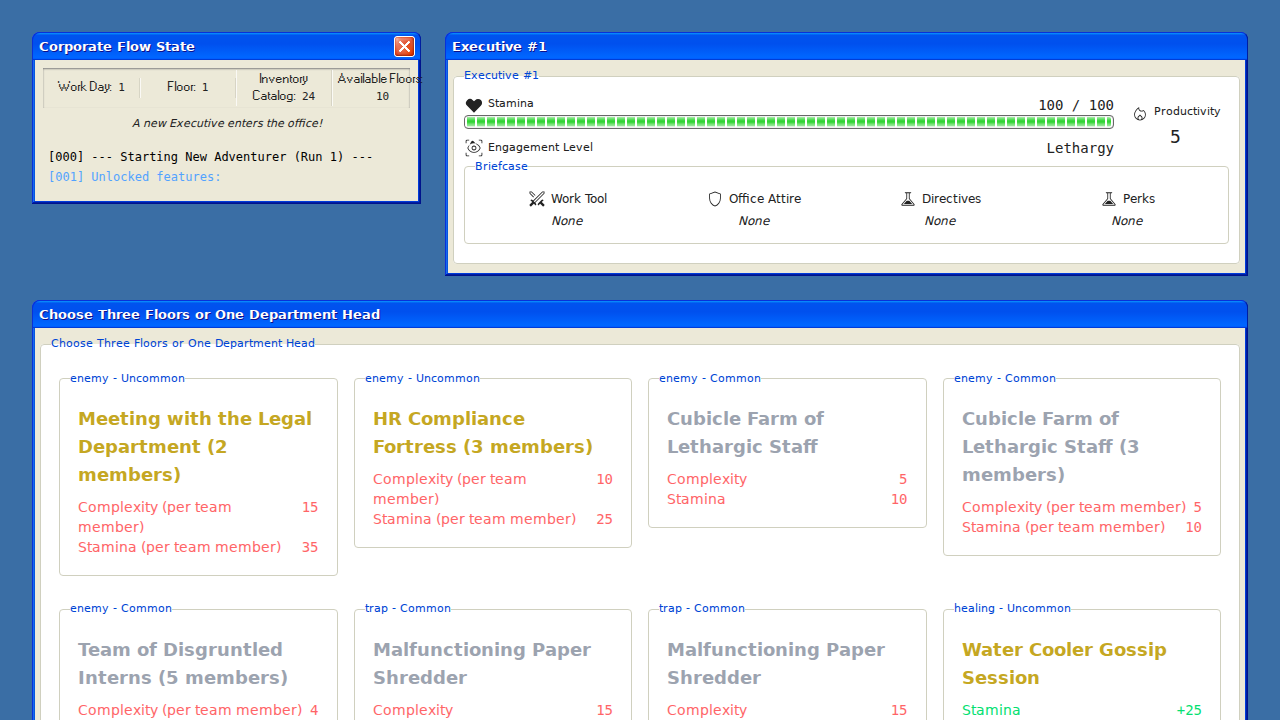 Corporate Flow State
Work Day: 1
Floor: 1
Inventory
Catalog: 24
Available Floors
10
A new Executive enters the office!
[000] --- Starting New Adventurer (Run 1) ---
[001] Unlocked features:
Executive #1
Executive #1
Stamina 100 / 100
Engagement Level Lethargy
Productivity
5
Briefcase
Work Tool
None
Office Attire
None
Directives
None
Perks
None
Choose Three Floors or One Department Head
Choose Three Floors or One Department Head
enemy - Uncommon
Meeting with the Legal
Department (2
members)
Complexity (per team 15
member)
Stamina (per team member) 35
enemy - Uncommon
HR Compliance
Fortress (3 members)
Complexity (per team 10
member)
Stamina (per team member) 25
enemy - Common
Cubicle Farm of
Lethargic Staff
Complexity 5
Stamina 10
enemy - Common
Cubicle Farm of
Lethargic Staff (3
members)
Complexity (per team member) 5
Stamina (per team member) 10
enemy - Common
Team of Disgruntled
Interns (5 members)
Complexity (per team member) 4
trap - Common
Malfunctioning Paper
Shredder
Complexity 15
trap - Common
Malfunctioning Paper
Shredder
Complexity 15
healing - Uncommon
Water Cooler Gossip
Session
Stamina +25